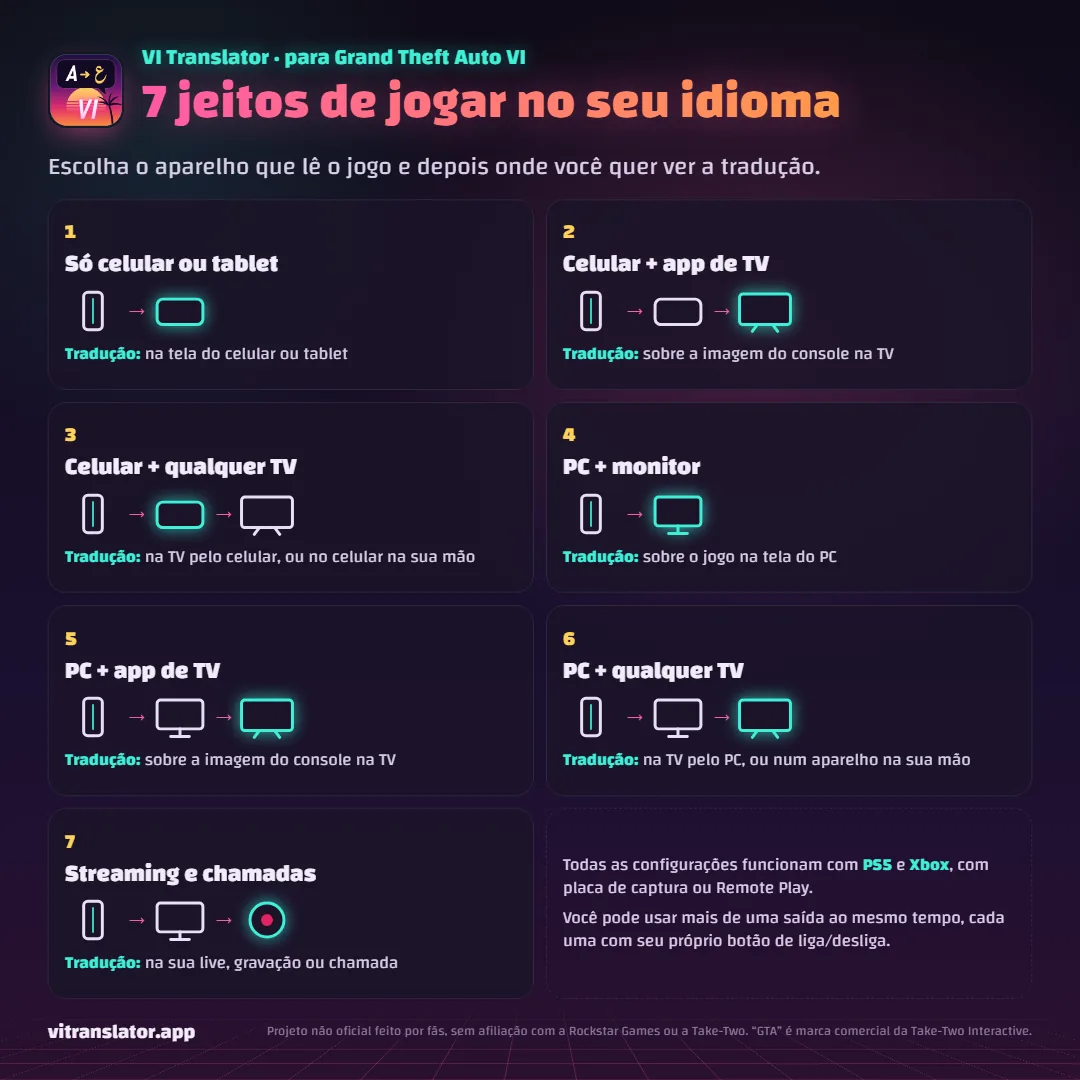 A→ع
VI
VI Translator · para Grand Theft Auto VI
7 jeitos de jogar no seu idioma
Escolha o aparelho que lê o jogo e depois onde você quer ver a tradução.
1
Só celular ou tablet
→
Tradução: na tela do celular ou tablet
2
Celular + app de TV
→ →
Tradução: sobre a imagem do console na TV
3
Celular + qualquer TV
→ →
Tradução: na TV pelo celular, ou no celular na sua mão
4
PC + monitor
→
Tradução: sobre o jogo na tela do PC
5
PC + app de TV
→ →
Tradução: sobre a imagem do console na TV
6
PC + qualquer TV
→ →
Tradução: na TV pelo PC, ou num aparelho na sua mão
7
Streaming e chamadas
→ →
Tradução: na sua live, gravação ou chamada
Todas as configurações funcionam com PS5 e Xbox, com
placa de captura ou Remote Play.
Você pode usar mais de uma saída ao mesmo tempo, cada
uma com seu próprio botão de liga/desliga.
vitranslator.app
Projeto não oficial feito por fãs, sem afiliação com a Rockstar Games ou a Take-Two. “GTA” é marca comercial da Take-Two Interactive.